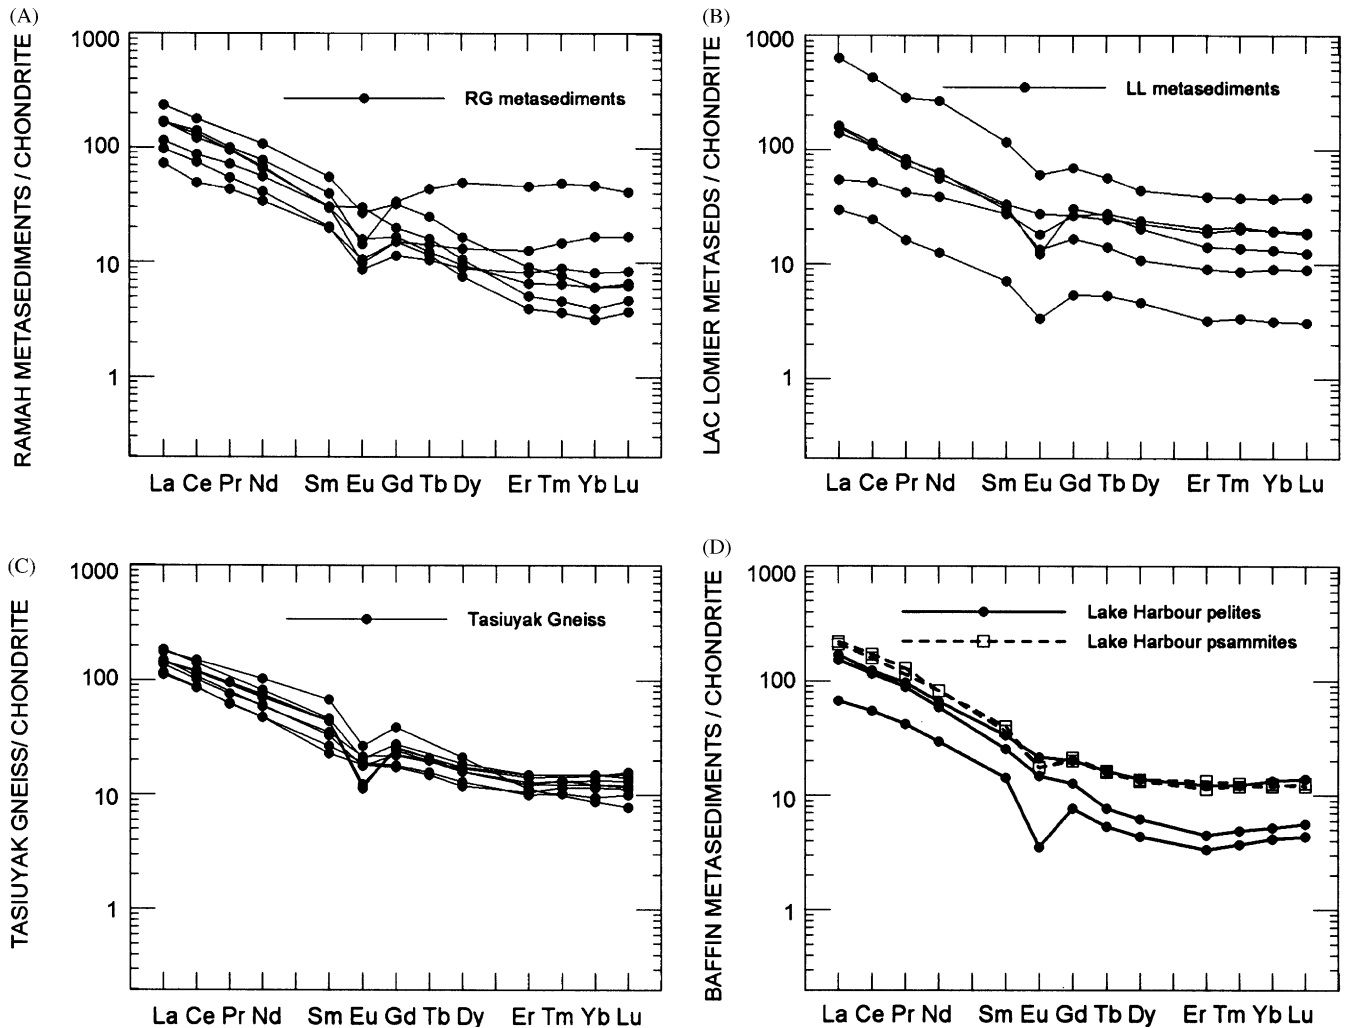 (A)
RAMAH METASEDIMENTS / CHONDRITE
1000
100
10
1
RG metasediments
La Ce Pr Nd Sm Eu Gd Tb Dy Er Tm Yb Lu
(B)
LAC LOMIER METASEDS / CHONDRITE
1000
100
10
1
LL metasediments
La Ce Pr Nd Sm Eu Gd Tb Dy Er Tm Yb Lu
(C)
TASIUYAK GNEISS/ CHONDRITE
1000
100
10
1
Tasiuyak Gneiss
La Ce Pr Nd Sm Eu Gd Tb Dy Er Tm Yb Lu
(D)
BAFFIN METASEDIMENTS / CHONDRITE
1000
100
10
1
Lake Harbour pelites
Lake Harbour psammites
La Ce Pr Nd Sm Eu Gd Tb Dy Er Tm Yb Lu